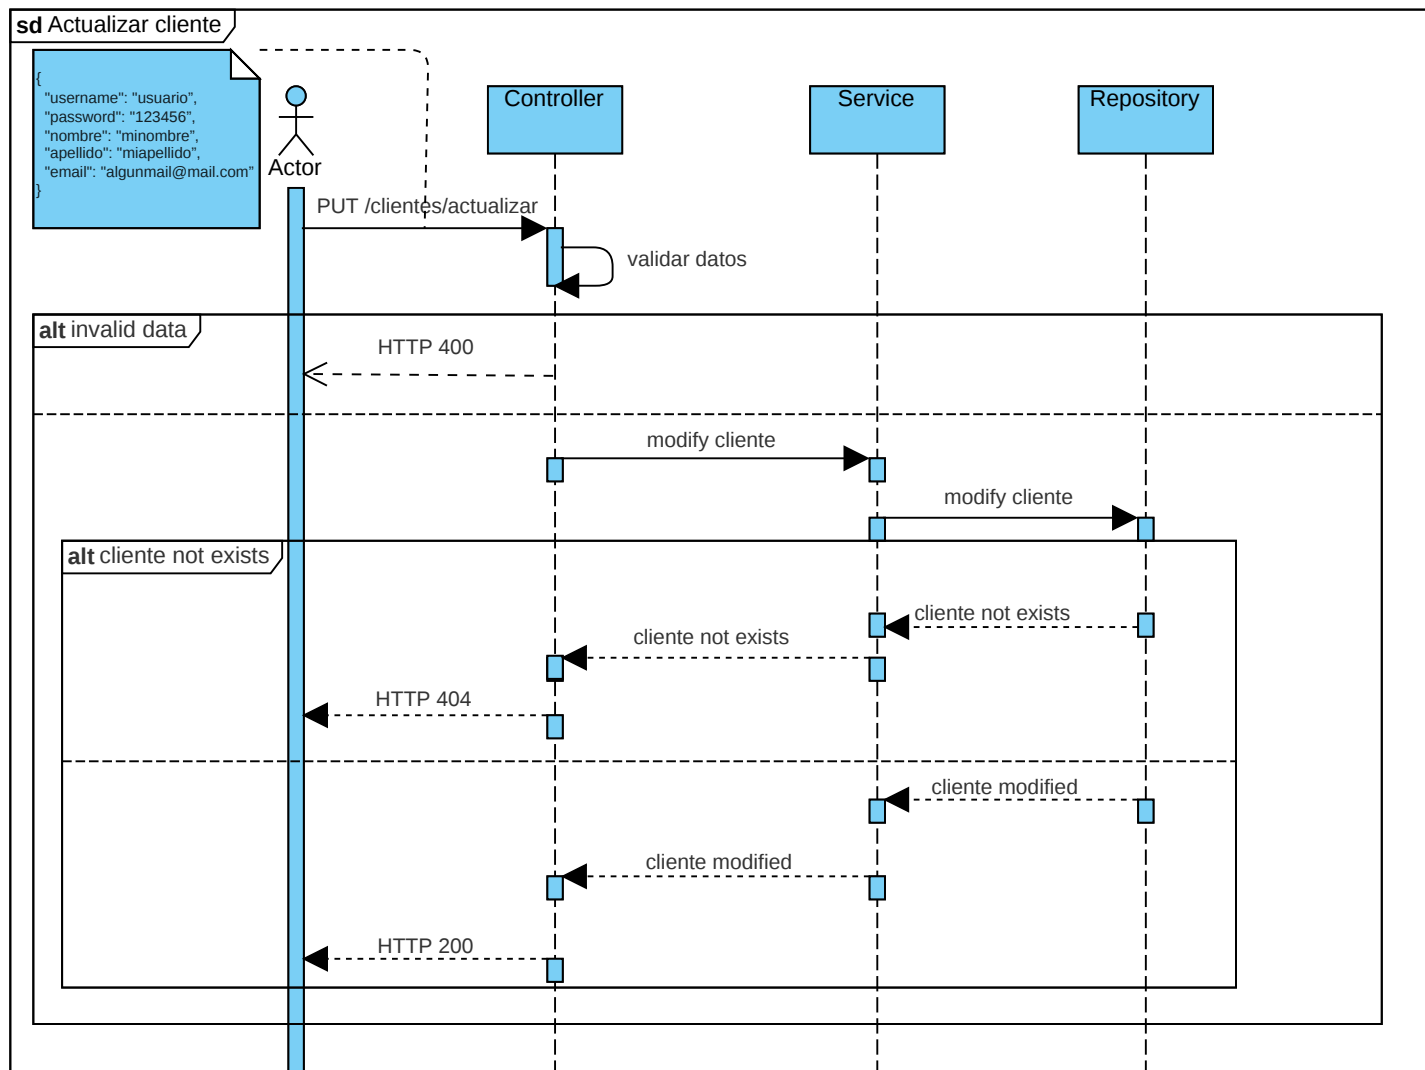 sd Actualizar cliente
{
"username": "usuario”,
"password": "123456”,
"nombre": "minombre”,
"apellido": "miapellido”,
"email": "algunmail@mail.com"
}
Actor
Controller
Service
Repository
PUT /clientes/actualizar
validar datos
alt invalid data
HTTP 400
modify cliente
modify cliente
alt cliente not exists
cliente not exists
cliente not exists
HTTP 404
cliente modified
cliente modified
HTTP 200